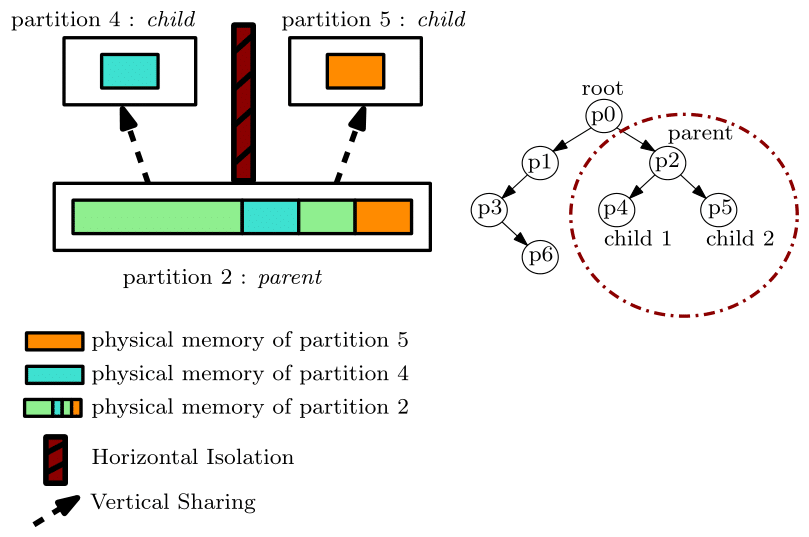 partition 4 : child
partition 5 : child
partition 2 : parent
physical memory of partition 5
physical memory of partition 4
physical memory of partition 2
Horizontal Isolation
Vertical Sharing
root
p0
parent
p1
p2
p3
p4
p5
child 1
child 2
p6